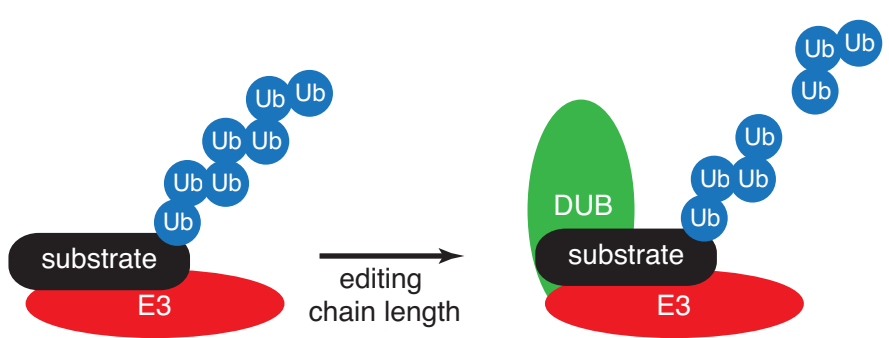 Ub Ub
Ub Ub
Ub Ub
Ub
substrate
E3
editing
chain length
Ub Ub
Ub
Ub
Ub Ub
Ub
DUB
substrate
E3